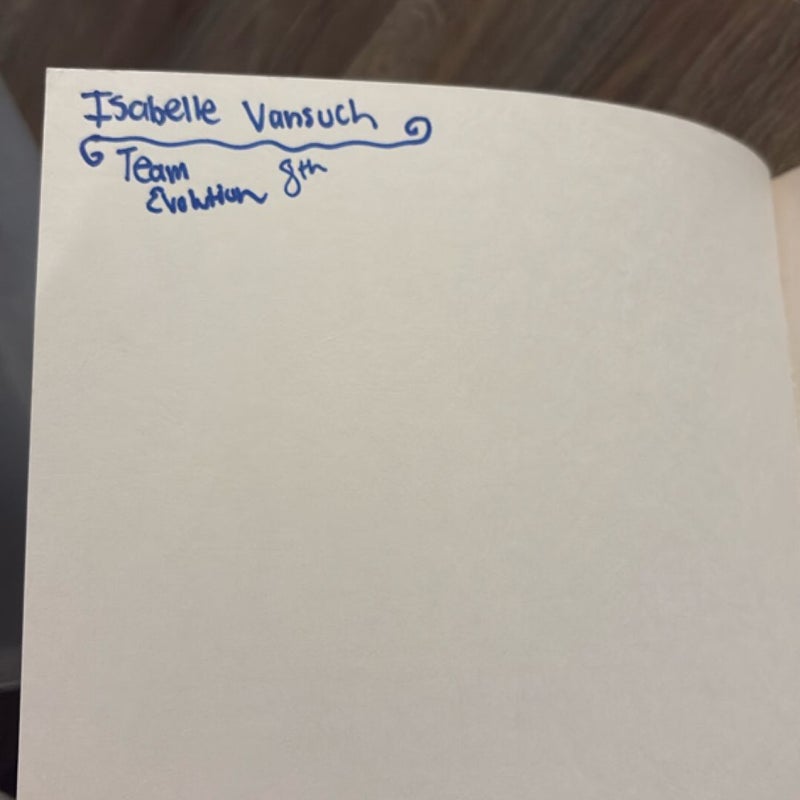 Isabelle Vansuch
Team 8th
Evolution